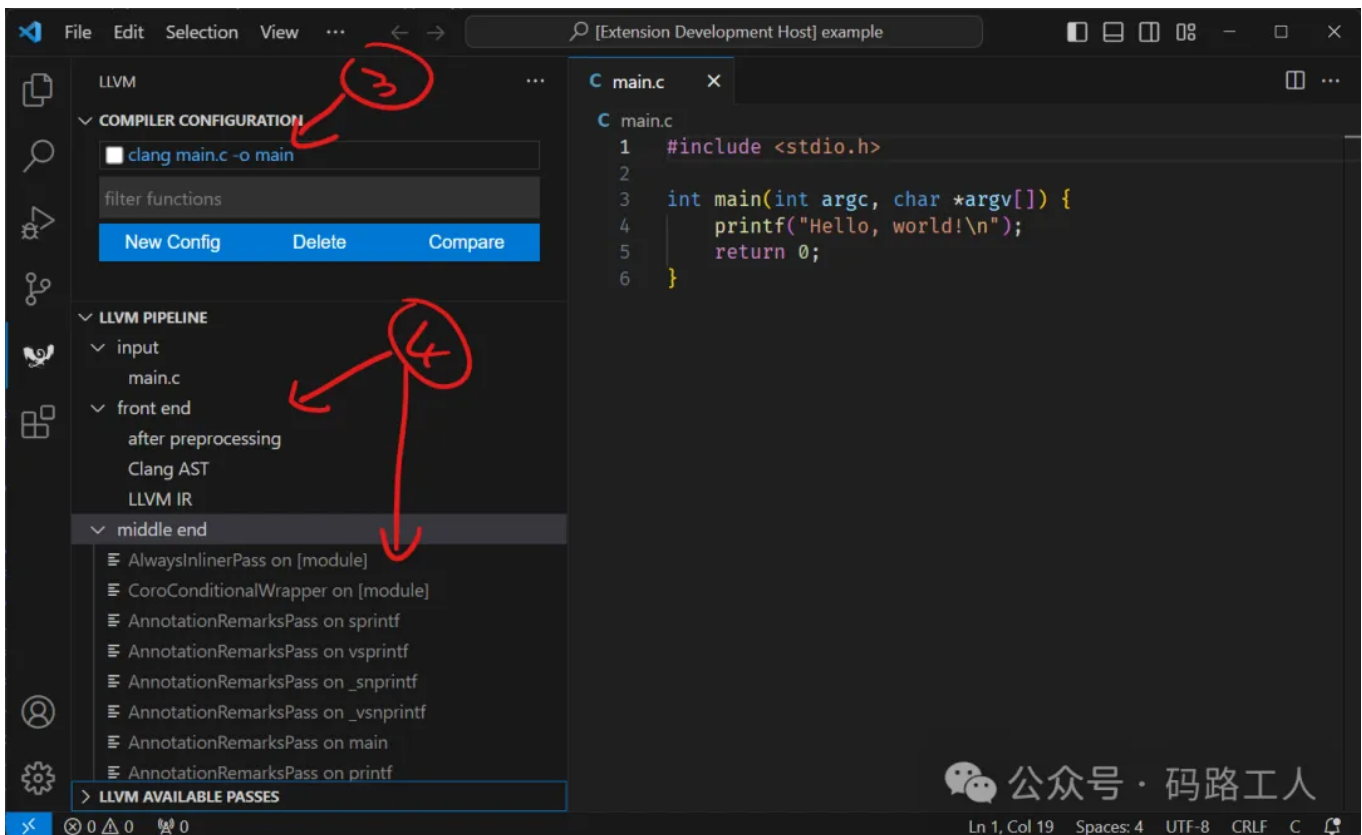 File Edit Selection View ··· [Extension Development Host] example
LLVM ···
COMPILER CONFIGURATION
clang main.c -o main
filter functions
New Config Delete Compare
LLVM PIPELINE
input
main.c
front end
after preprocessing
Clang AST
LLVM IR
middle end
AlwaysInlinerPass on [module]
CoroConditionalWrapper on [module]
AnnotationRemarksPass on sprintf
AnnotationRemarksPass on vsprintf
AnnotationRemarksPass on _snprintf
AnnotationRemarksPass on _vsnprintf
AnnotationRemarksPass on main
AnnotationRemarksPass on printf
LLVM AVAILABLE PASSES
3
4
C main.c
C main.c
1 #include <stdio.h>
2
3 int main(int argc, char *argv[]) {
4 printf("Hello, world!\n");
5 return 0;
6 }
公众号 · 码路工人
0 0 0 Ln 1, Col 19 Spaces: 4 UTF-8 CRLF C